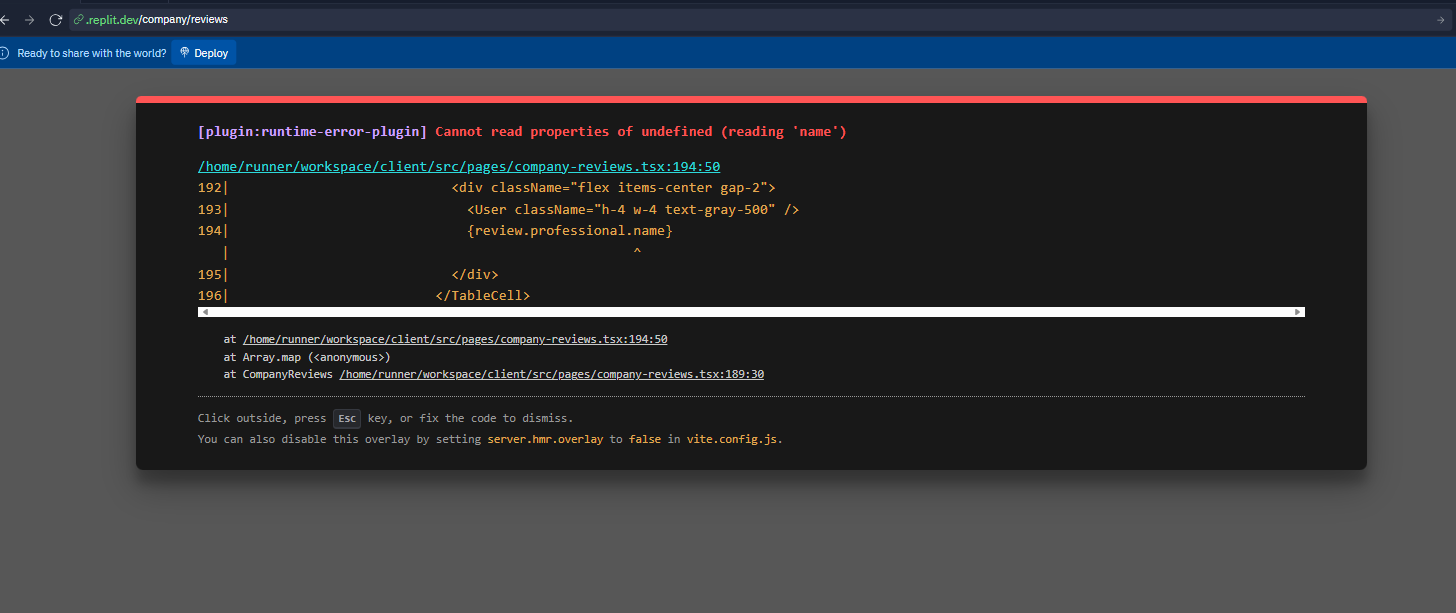 .replit.dev/company/reviews
Ready to share with the world? Deploy
[plugin:runtime-error-plugin] Cannot read properties of undefined (reading 'name')
/home/runner/workspace/client/src/pages/company-reviews.tsx:194:50
192| <div className="flex items-center gap-2">
193| <User className="h-4 w-4 text-gray-500" />
194| {review.professional.name}
| ^
195| </div>
196| </TableCell>
at /home/runner/workspace/client/src/pages/company-reviews.tsx:194:50
at Array.map (<anonymous>)
at CompanyReviews /home/runner/workspace/client/src/pages/company-reviews.tsx:189:30
Click outside, press Esc key, or fix the code to dismiss.
You can also disable this overlay by setting server.hmr.overlay to false in vite.config.js.